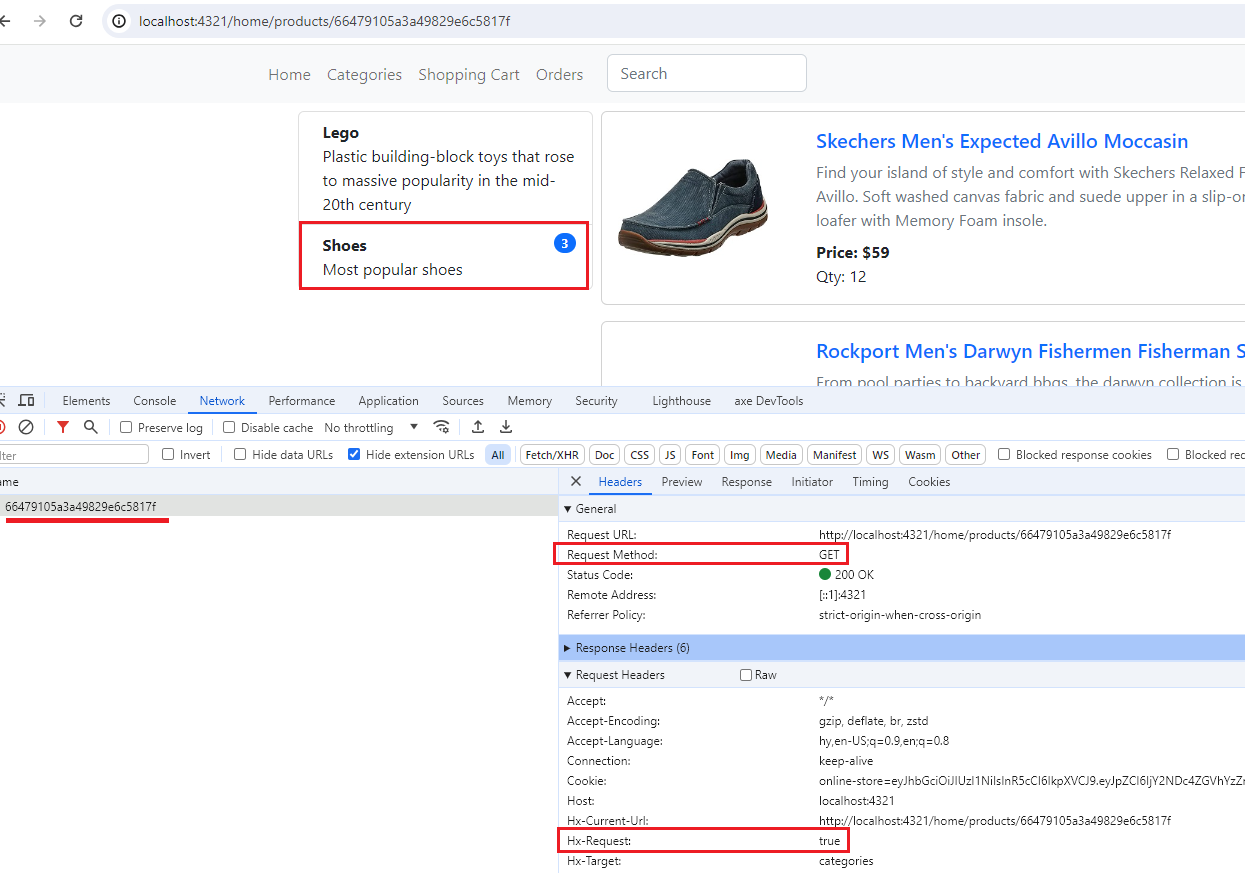 localhost:4321/home/products/66479105a3a49829e6c5817f
Home Categories Shopping Cart Orders Search
Lego
Plastic building-block toys that rose
to massive popularity in the mid-
20th century
Shoes 3
Most popular shoes
Skechers Men's Expected Avillo Moccasin
Find your island of style and comfort with Skechers Relaxed F
Avillo. Soft washed canvas fabric and suede upper in a slip-on
loafer with Memory Foam insole.
Price: $59
Qty: 12
Rockport Men's Darwyn Fishermen Fisherman S
From pool parties to backyard bbqs, the darwyn collection is
Elements Console Network Performance Application Sources Memory Security Lighthouse axe DevTools
Preserve log Disable cache No throttling
lter Invert Hide data URLs Hide extension URLs All Fetch/XHR Doc CSS JS Font Img Media Manifest WS Wasm Other Blocked response cookies Blocked rec
ame
66479105a3a49829e6c5817f
Headers Preview Response Initiator Timing Cookies
General
Request URL: http://localhost:4321/home/products/66479105a3a49829e6c5817f
Request Method: GET
Status Code: 200 OK
Remote Address: [::1]:4321
Referrer Policy: strict-origin-when-cross-origin
Response Headers (6)
Request Headers Raw
Accept: */*
Accept-Encoding: gzip, deflate, br, zstd
Accept-Language: hy,en-US;q=0.9,en;q=0.8
Connection: keep-alive
Cookie:
Host: localhost:4321
Hx-Current-Url: http://localhost:4321/home/products/66479105a3a49829e6c5817f
Hx-Request: true
Hx-Target: categories